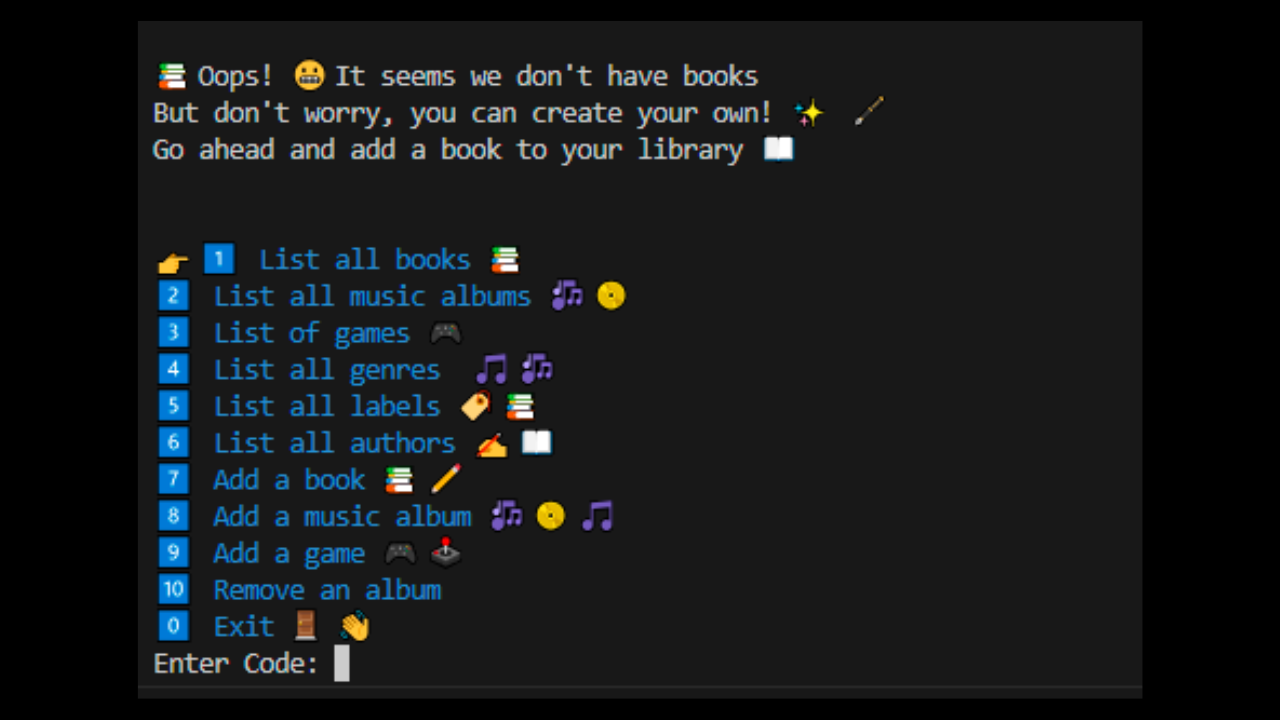 📚 Oops! 😬 It seems we don't have books
But don't worry, you can create your own! ✨ 🪄
Go ahead and add a book to your library 📖
👉 1️⃣ List all books 📚
2️⃣ List all music albums 🎶 📀
3️⃣ List of games 🎮
4️⃣ List all genres 🎵 🎶
5️⃣ List all labels 🏷️ 📚
6️⃣ List all authors ✍️ 📖
7️⃣ Add a book 📚 ✏️
8️⃣ Add a music album 🎶 📀 🎵
9️⃣ Add a game 🎮 🕹️
🔟 Remove an album
0️⃣ Exit 🚪 👋
Enter Code: